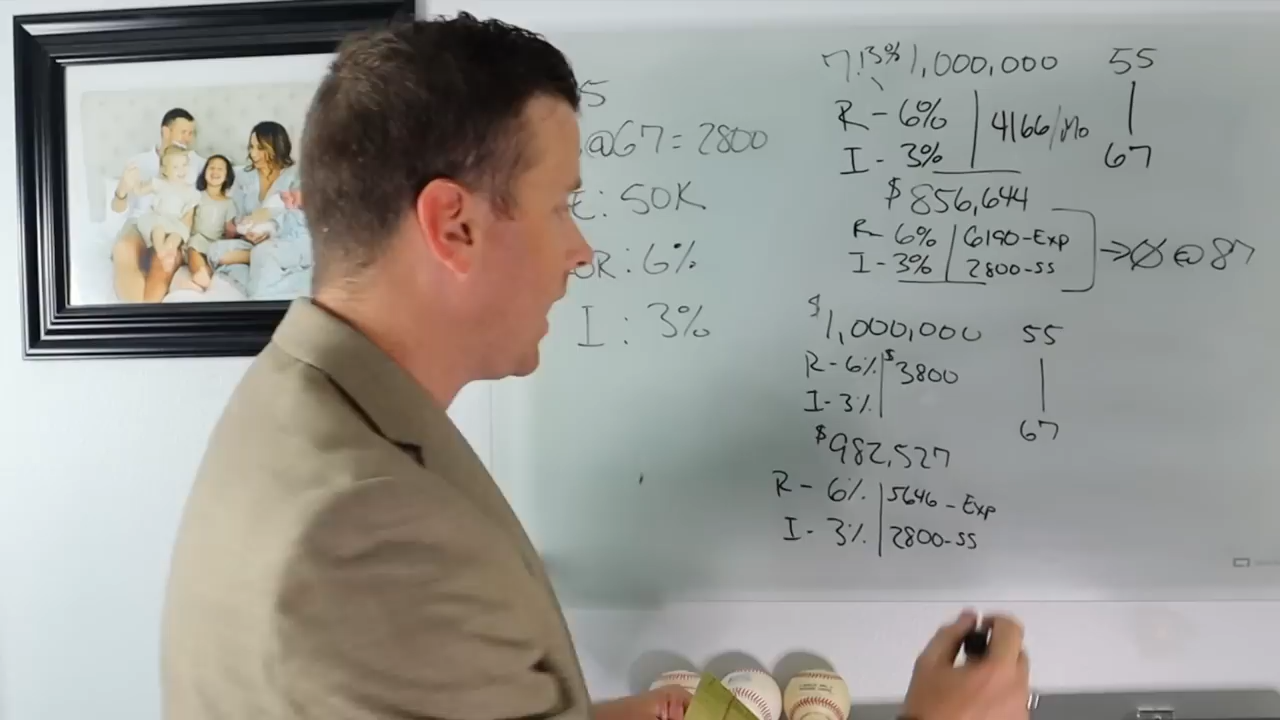 5
@67 = 2800
E: 50K
OR: 6%
I: 3%
7.13% 1,000,000 55
R - 6% 4166/Mo
I - 3% 67
$856,644
R- 6% 6190-Exp
I - 3% 2800-SS → Ø @ 87
$1,000,000 55
R - 6% $3800
I - 3%
67
$982,527
R - 6% 5646 - Exp
I - 3% 2800-SS